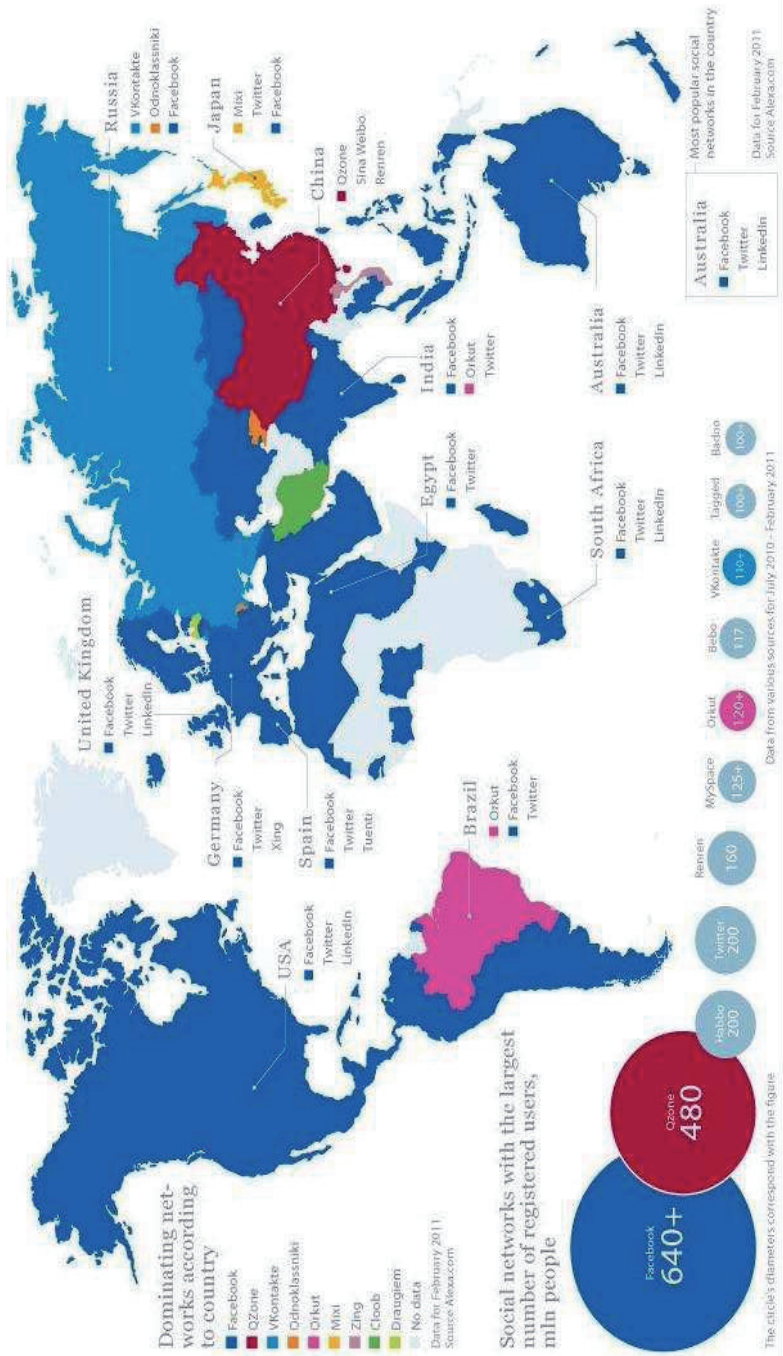 Dominating net-
works according
to country
Facebook
QZone
VKontakte
Odnoklassniki
Orkut
Mixi
Zing
Cloob
Draugiem
No data
Data for February 2011
Source Alexa.com
USA
Facebook
Twitter
LinkedIn
Brazil
Orkut
Facebook
Twitter
United Kingdom
Facebook
Twitter
LinkedIn
Germany
Facebook
Twitter
Xing
Spain
Facebook
Twitter
Tuenti
Egypt
Facebook
Twitter
South Africa
Facebook
Twitter
LinkedIn
Russia
VKontakte
Odnoklassniki
Facebook
Japan
Mixi
Twitter
Facebook
China
Qzone
Sina Weibo
Renren
India
Facebook
Orkut
Twitter
Australia
Facebook
Twitter
LinkedIn
Australia
Facebook
Twitter
LinkedIn
Most popular social
networks in the country
Data for February 2011
Source Alexa.com
Social networks with the largest
number of registered users,
mln people
Facebook
640+
Qzone
480
Habbo
200
Twitter
200
Renren
160
MySpace
125+
Orkut
120+
Bebo
117
VKontakte
110+
Tagged
100+
Badoo
100+
The circle's diameters correspond with the figure
Data from various sources for July 2010 - February 2011